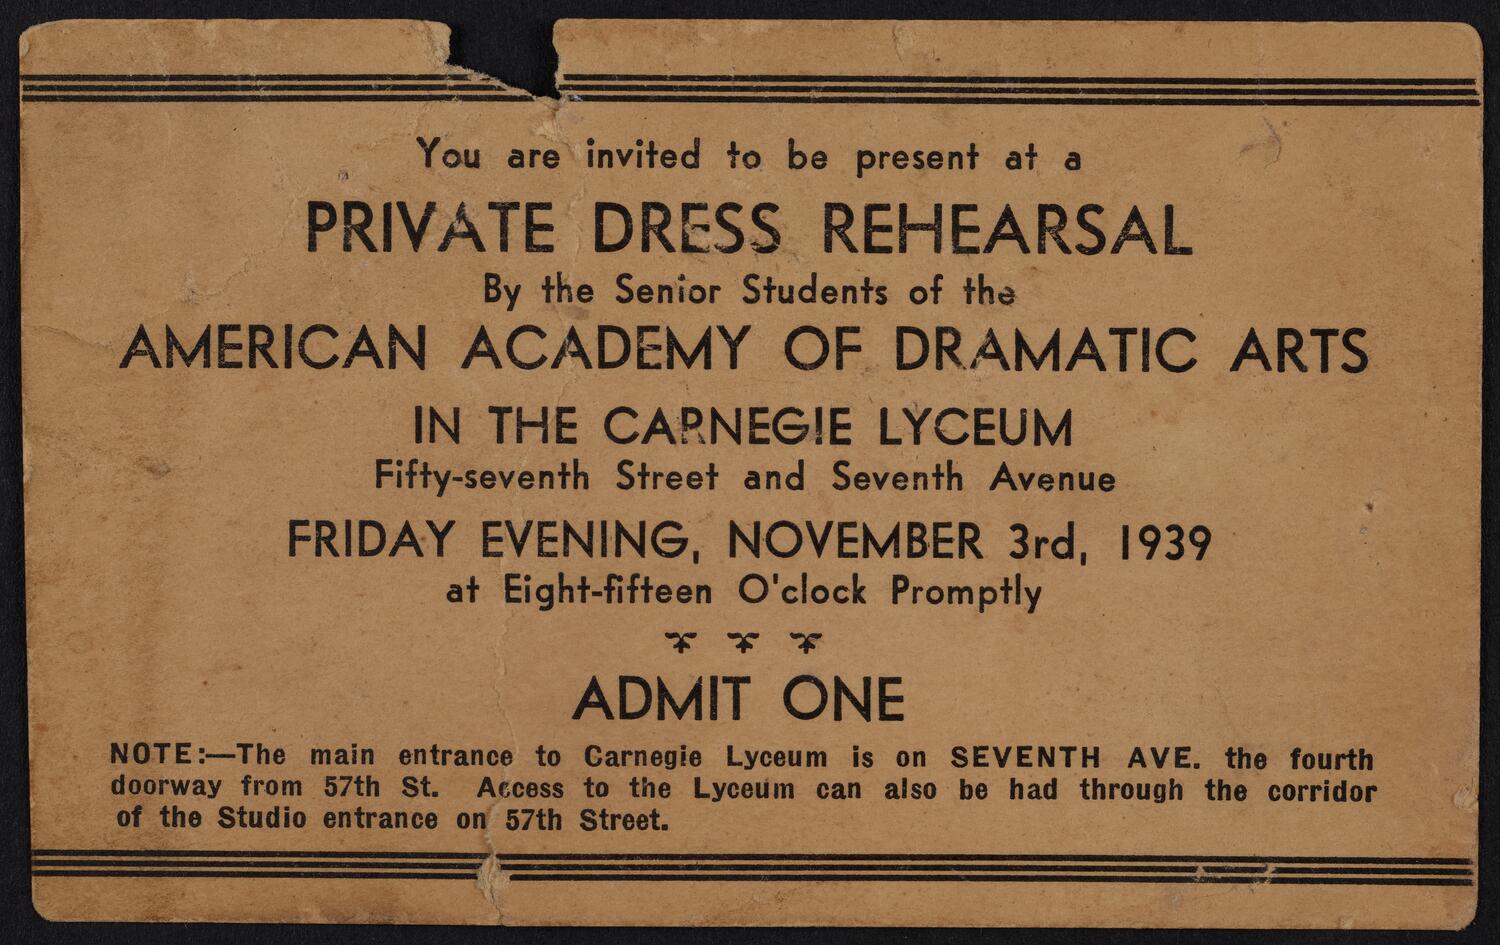 You are invited to be present at a
PRIVATE DRESS REHEARSAL
By the Senior Students of the
AMERICAN ACADEMY OF DRAMATIC ARTS
IN THE CARNEGIE LYCEUM
Fifty-seventh Street and Seventh Avenue
FRIDAY EVENING, NOVEMBER 3rd, 1939
at Eight-fifteen O'clock Promptly
ADMIT ONE
NOTE:—The main entrance to Carnegie Lyceum is on SEVENTH AVE. the fourth
doorway from 57th St. Access to the Lyceum can also be had through the corridor
of the Studio entrance on 57th Street.